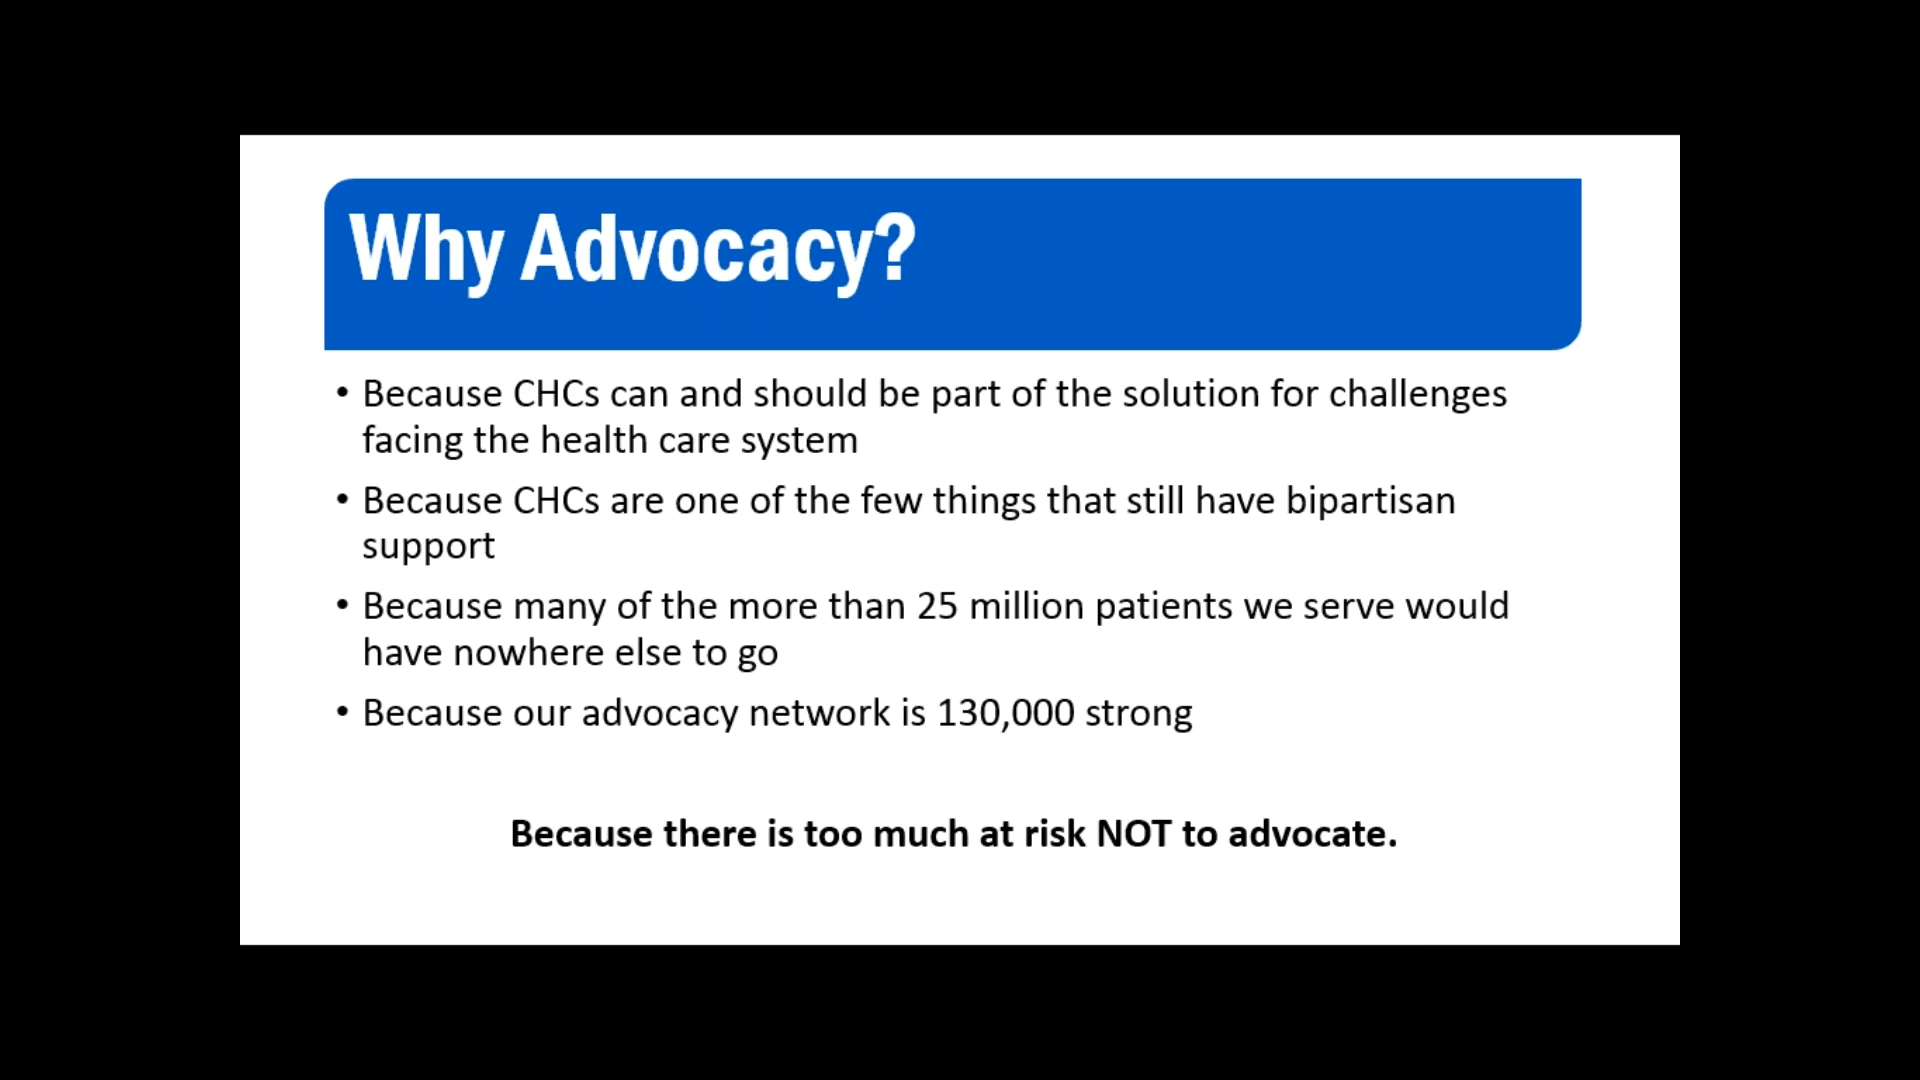 Why Advocacy?
• Because CHCs can and should be part of the solution for challenges
facing the health care system
• Because CHCs are one of the few things that still have bipartisan
support
• Because many of the more than 25 million patients we serve would
have nowhere else to go
• Because our advocacy network is 130,000 strong
Because there is too much at risk NOT to advocate.